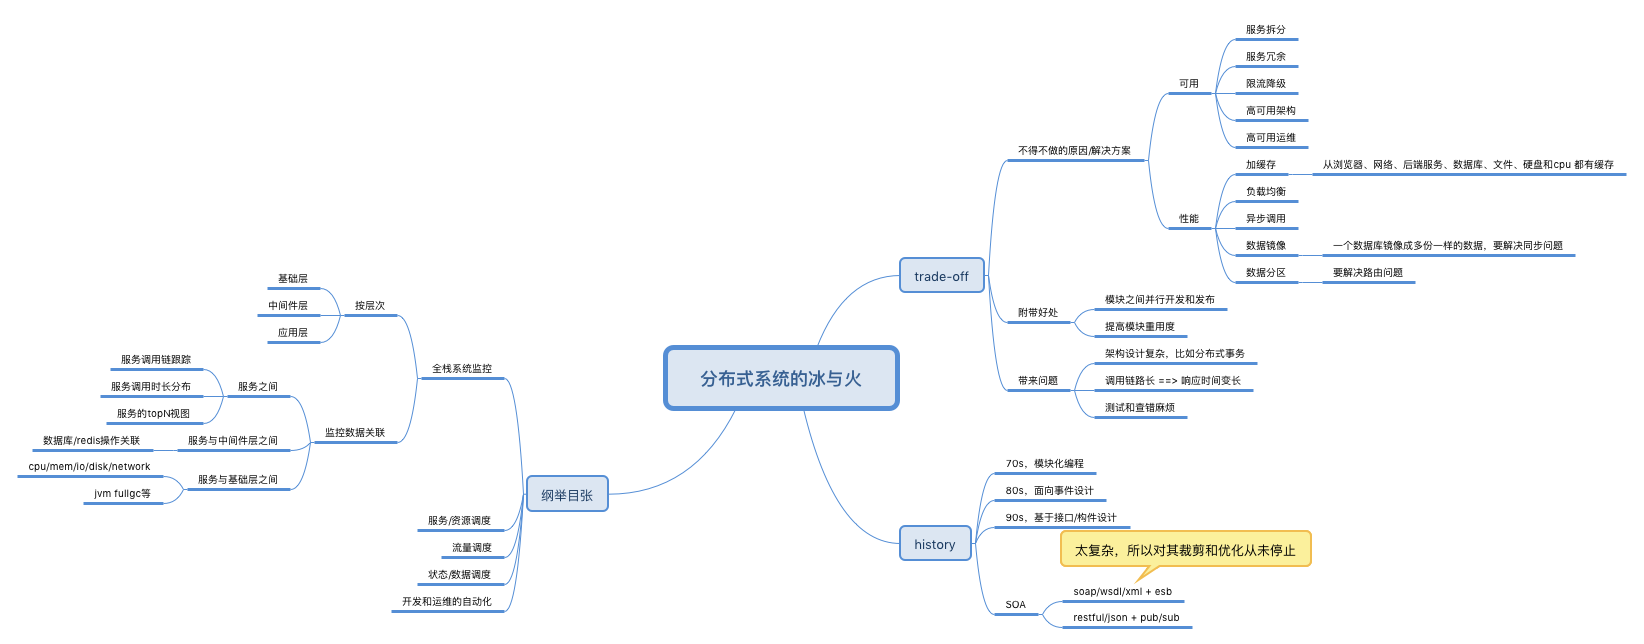 分布式系统的冰与火
trade-off
不得不做的原因/解决方案
可用
服务拆分
服务冗余
限流降级
高可用架构
高可用运维
性能
加缓存
从浏览器、网络、后端服务、数据库、文件、硬盘和cpu 都有缓存
负载均衡
异步调用
数据镜像
一个数据库镜像成多份一样的数据，要解决同步问题
数据分区
要解决路由问题
附带好处
模块之间并行开发和发布
提高模块重用度
带来问题
架构设计复杂，比如分布式事务
调用链路长 ==> 响应时间变长
测试和查错麻烦
history
70s，模块化编程
80s，面向事件设计
90s，基于接口/构件设计
SOA
太复杂，所以对其裁剪和优化从未停止
soap/wsdl/xml + esb
restful/json + pub/sub
纲举目张
全栈系统监控
按层次
基础层
中间件层
应用层
监控数据关联
服务之间
服务调用链跟踪
服务调用时长分布
服务的topN视图
服务与中间件层之间
数据库/redis操作关联
服务与基础层之间
cpu/mem/io/disk/network
jvm fullgc等
服务/资源调度
流量调度
状态/数据调度
开发和运维的自动化